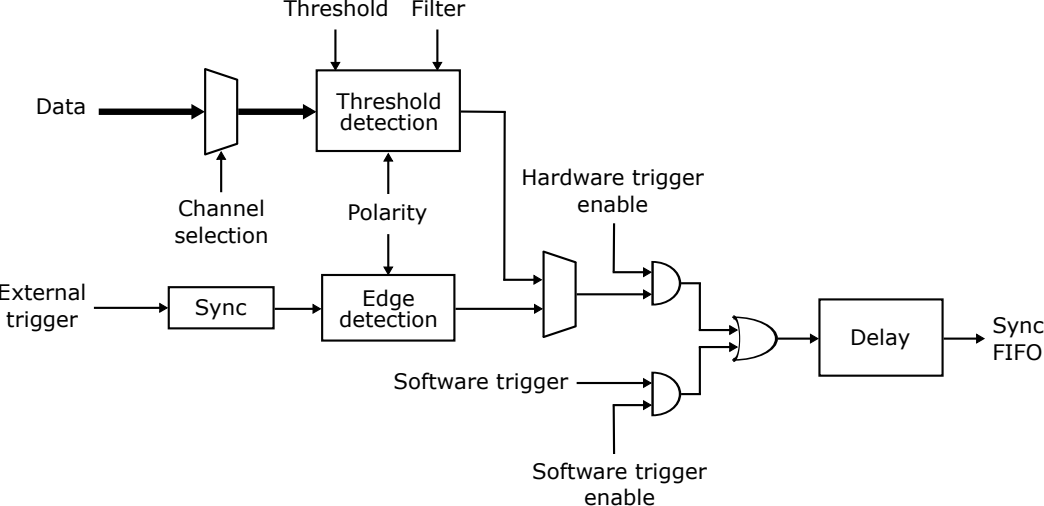 Threshold
Filter
Data
Threshold
detection
Hardware trigger
enable
Channel
selection
Polarity
External
trigger
Sync
Edge
detection
Delay
Sync
FIFO
Software trigger
Software trigger
enable